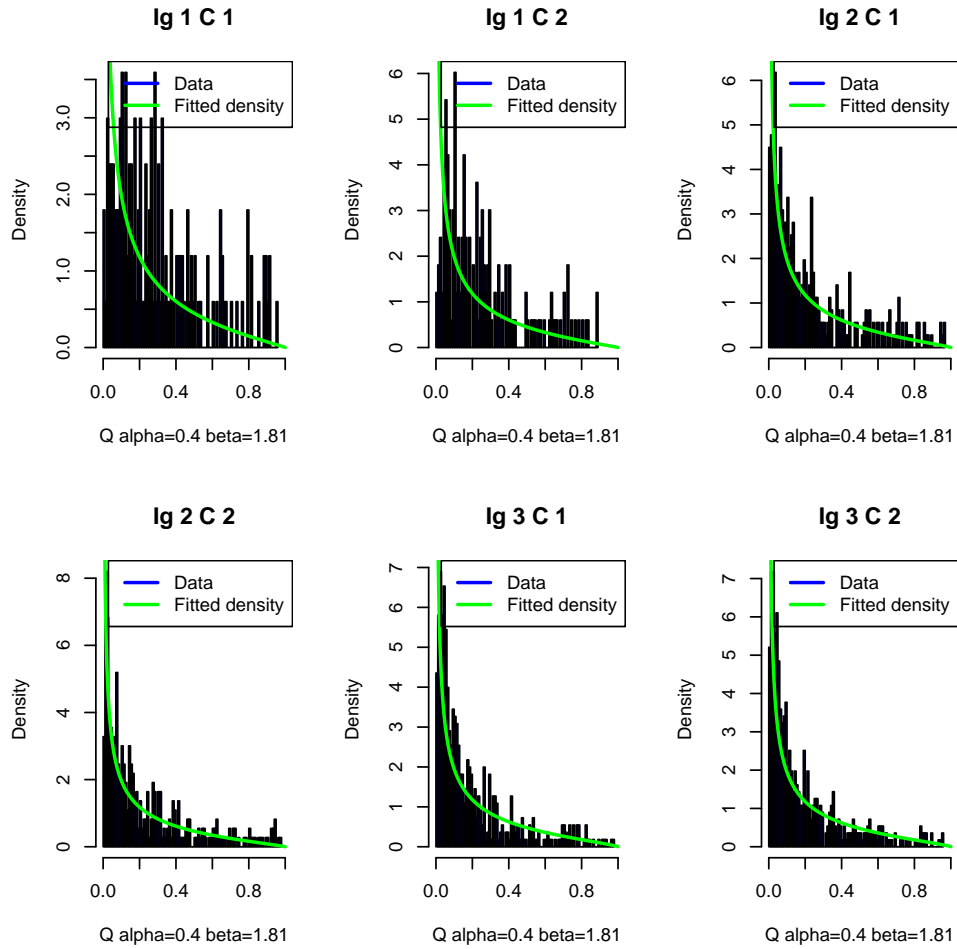 Ig 1 C 1
Data
Fitted density
Density
0.0 1.0 2.0 3.0
0.0 0.4 0.8
Q alpha=0.4 beta=1.81
Ig 1 C 2
Data
Fitted density
Density
0 1 2 3 4 5 6
0.0 0.4 0.8
Q alpha=0.4 beta=1.81
Ig 2 C 1
Data
Fitted density
Density
0 1 2 3 4 5 6
0.0 0.4 0.8
Q alpha=0.4 beta=1.81
Ig 2 C 2
Data
Fitted density
Density
0 2 4 6 8
0.0 0.4 0.8
Q alpha=0.4 beta=1.81
Ig 3 C 1
Data
Fitted density
Density
0 1 2 3 4 5 6 7
0.0 0.4 0.8
Q alpha=0.4 beta=1.81
Ig 3 C 2
Data
Fitted density
Density
0 1 2 3 4 5 6 7
0.0 0.4 0.8
Q alpha=0.4 beta=1.81